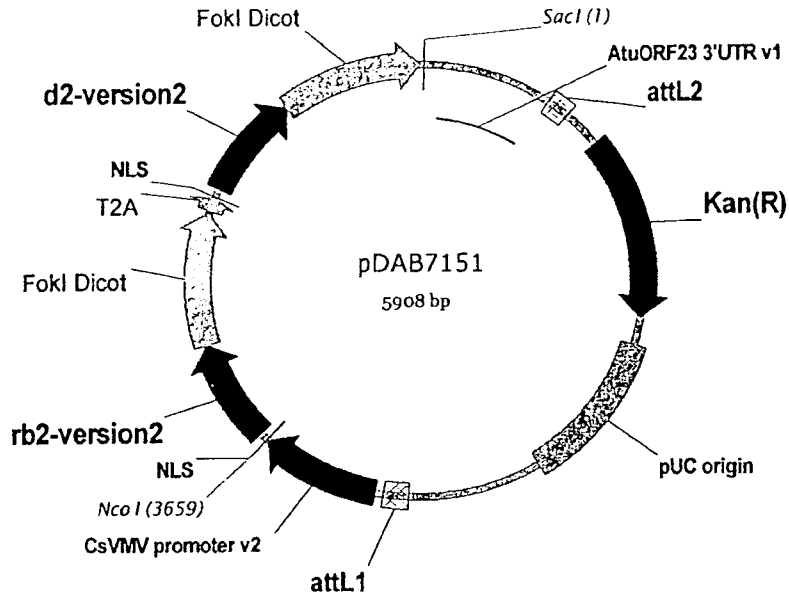 FokI Dicot
SacI (1)
AtuORF23 3'UTR v1
attL2
d2-version2
NLS
T2A
Kan(R)
FokI Dicot
pDAB7151
5908 bp
rb2-version2
NLS
NcoI (3659)
CsVMV promoter v2
pUC origin
attL1